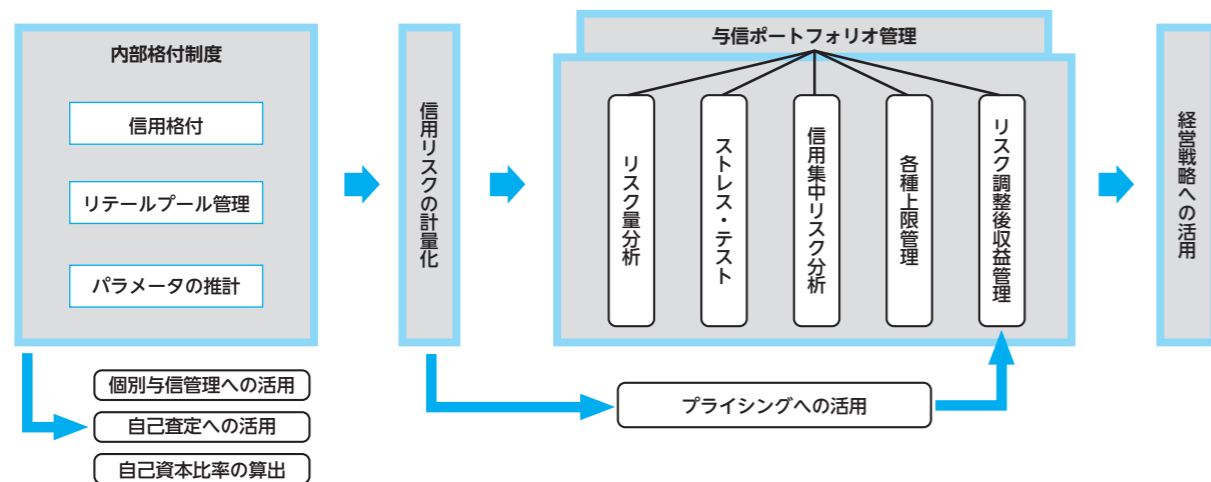 内部格付制度
信用格付
リテールプール管理
パラメータの推計
個別与信管理への活用
自己査定への活用
自己資本比率の算出
信用リスクの計量化
与信ポートフォリオ管理
リスク量分析
ストレス・テスト
信用集中リスク分析
各種上限管理
リスク調整後収益管理
プライシングへの活用
経営戦略への活用